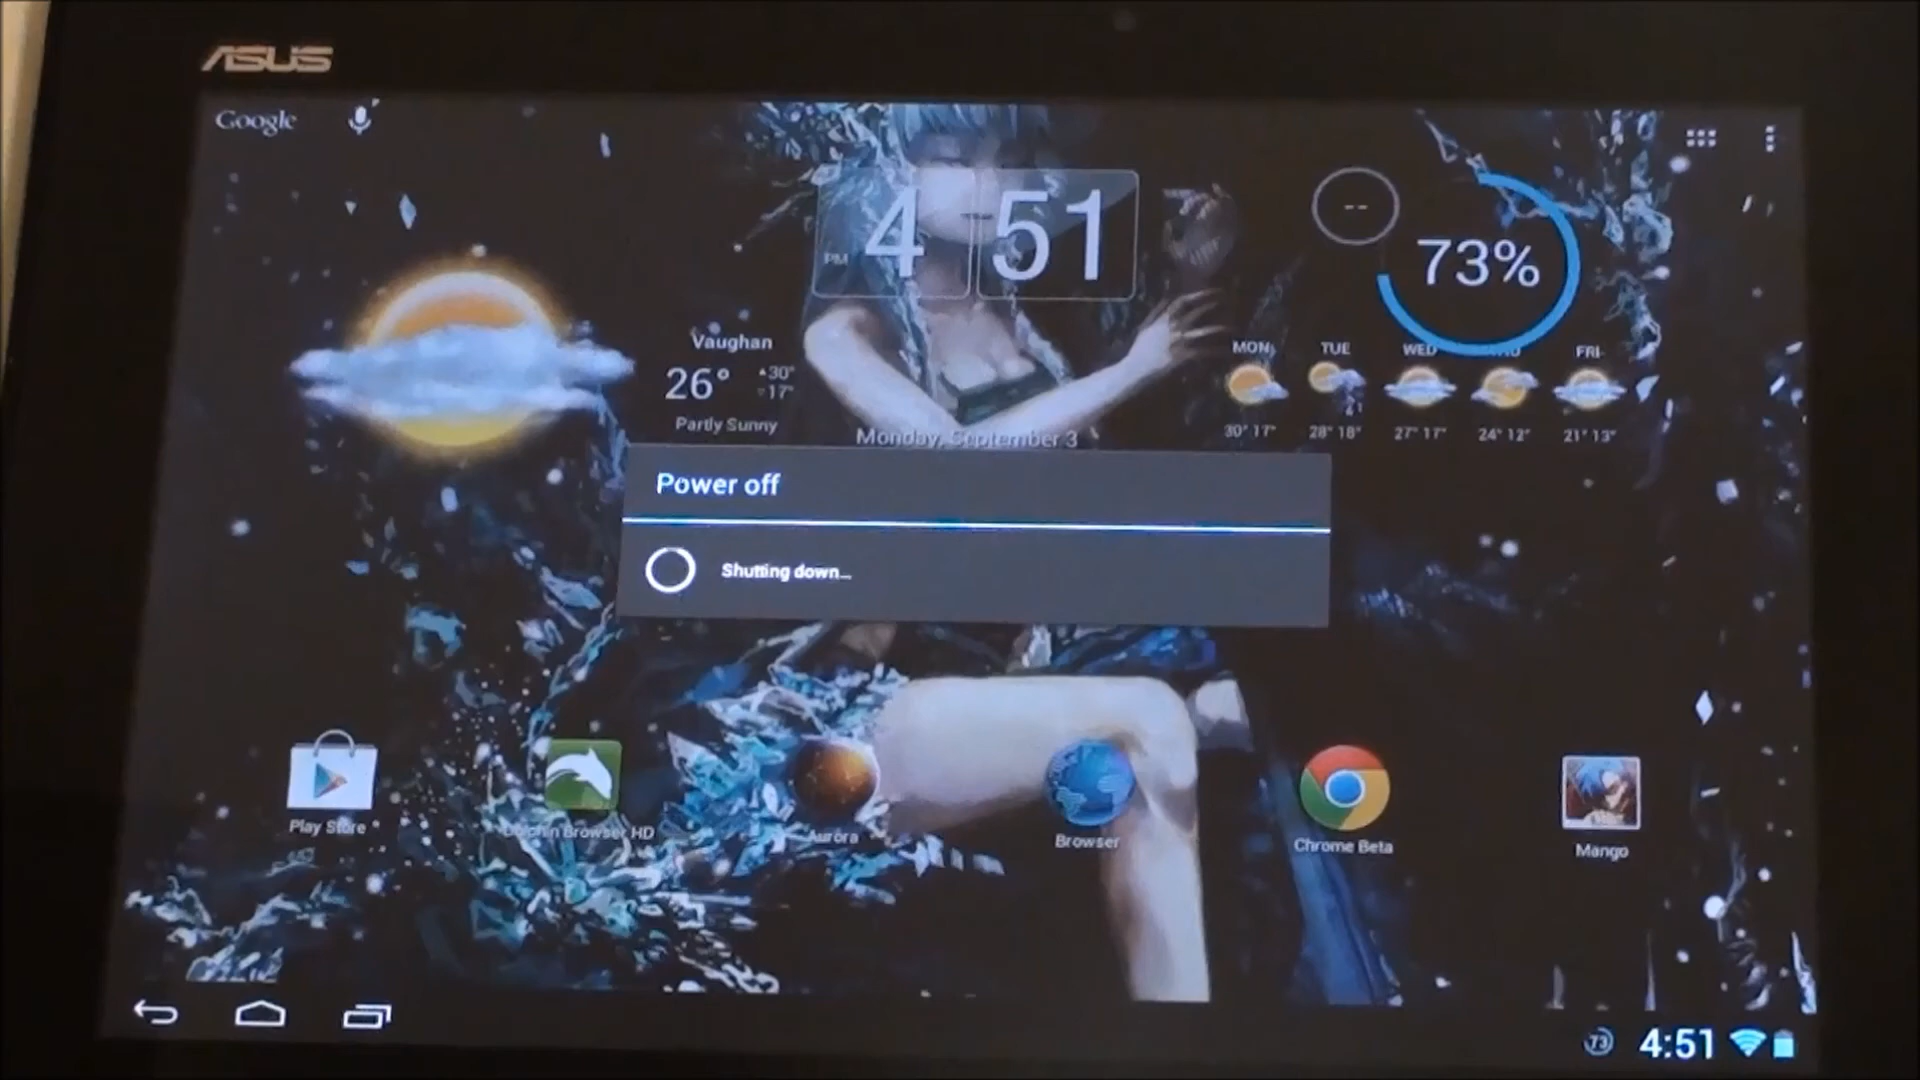 ASUS
Google
PM 4 51
--
73%
Vaughan
26° 30°
17°
Partly Sunny
Monday, September 3
MON TUE WED THU FRI
30° 17° 28° 18° 27° 17° 24° 12° 21° 13°
Power off
Shutting down...
Play Store
Dolphin Browser HD
Aurora
Browser
Chrome Beta
Mango
73 4:51